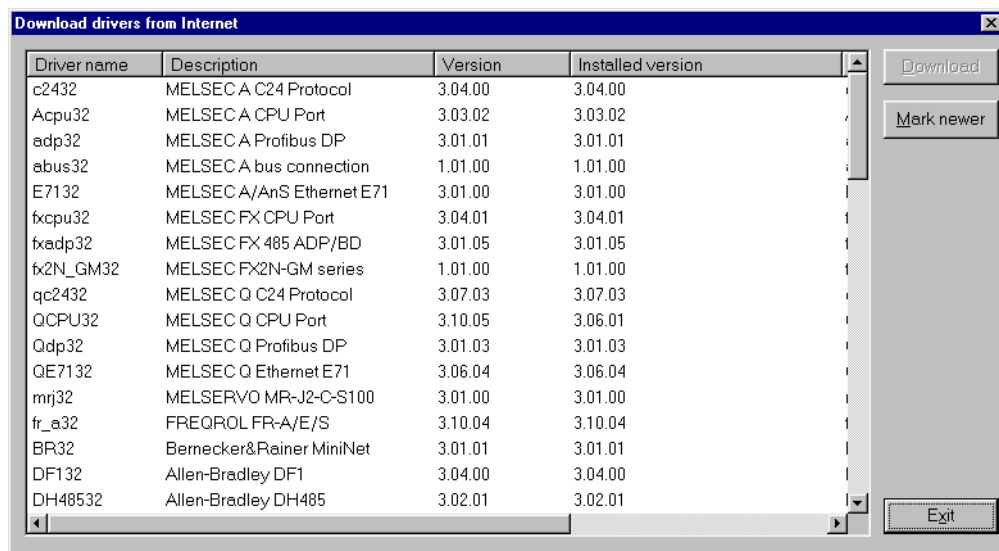 Download drivers from Internet
Driver name Description Version Installed version
Download
c2432 MELSEC A C24 Protocol 3.04.00 3.04.00
Acpu32 MELSEC A CPU Port 3.03.02 3.03.02
Mark newer
adp32 MELSEC A Profibus DP 3.01.01 3.01.01
abus32 MELSEC A bus connection 1.01.00 1.01.00
E7132 MELSEC A/AnS Ethernet E71 3.01.00 3.01.00
fxcpu32 MELSEC FX CPU Port 3.04.01 3.04.01
fxadp32 MELSEC FX 485 ADP/BD 3.01.05 3.01.05
fx2N_GM32 MELSEC FX2N-GM series 1.01.00 1.01.00
qc2432 MELSEC Q C24 Protocol 3.07.03 3.07.03
QCPU32 MELSEC Q CPU Port 3.10.05 3.06.01
Qdp32 MELSEC Q Profibus DP 3.01.03 3.01.03
QE7132 MELSEC Q Ethernet E71 3.06.04 3.06.04
mrj32 MELSERVO MR-J2-C-S100 3.01.00 3.01.00
fr_a32 FREQROL FR-A/E/S 3.10.04 3.10.04
BR32 Bernecker&Rainer MiniNet 3.01.01 3.01.01
DF132 Allen-Bradley DF1 3.04.00 3.04.00
DH48532 Allen-Bradley DH485 3.02.01 3.02.01
Exit